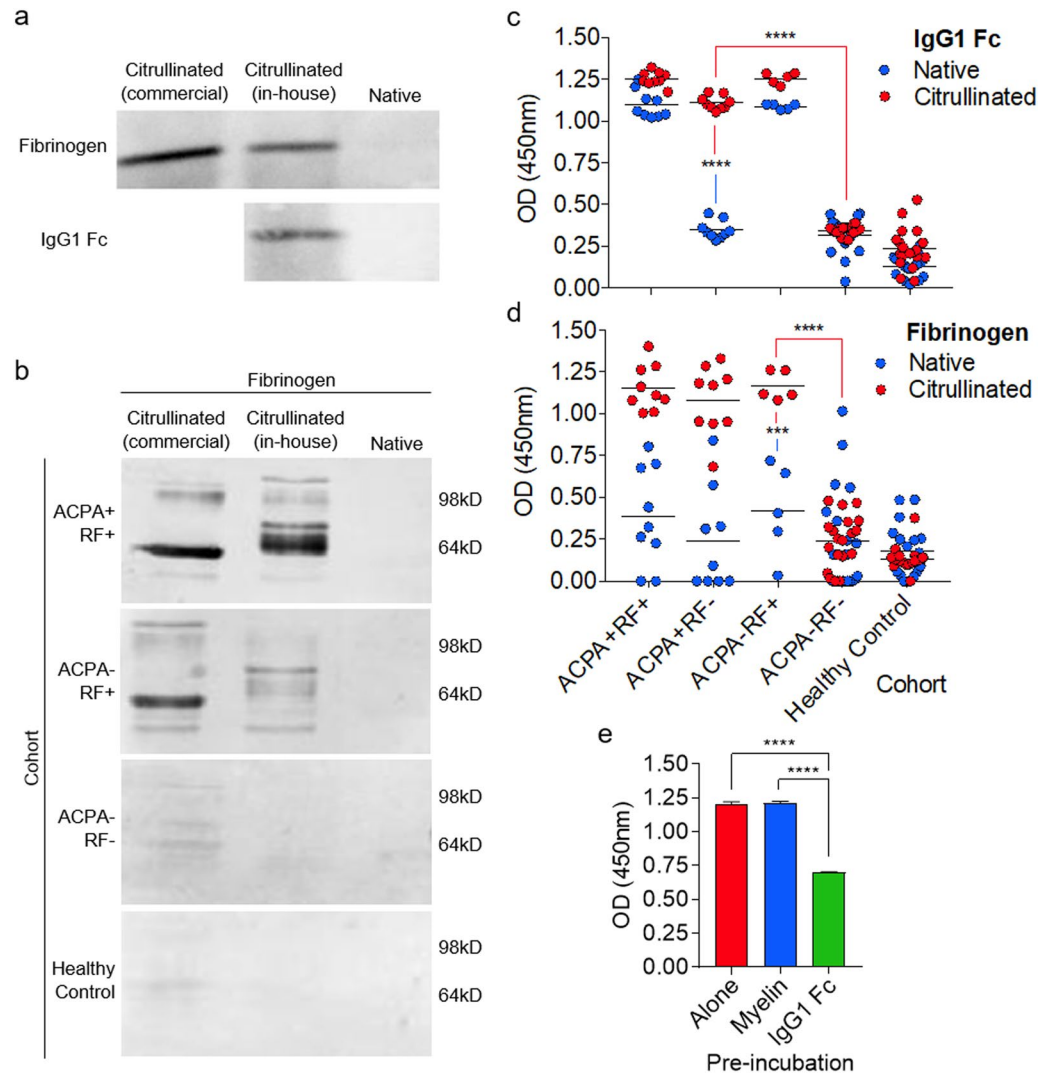 a
Citrullinated
(commercial)
Citrullinated
(in-house)
Native
Fibrinogen
IgG1 Fc
b
Fibrinogen
Citrullinated
(commercial)
Citrullinated
(in-house)
Native
Cohort
ACPA+
RF+
98kD
64kD
ACPA-
RF+
98kD
64kD
ACPA-
RF-
98kD
64kD
Healthy
Control
98kD
64kD
c
IgG1 Fc
Native
Citrullinated
OD (450nm)
1.50
1.25
1.00
0.75
0.50
0.25
0.00
****
****
d
Fibrinogen
Native
Citrullinated
OD (450nm)
1.50
1.25
1.00
0.75
0.50
0.25
0.00
****
***
ACPA+RF+
ACPA+RF-
ACPA-RF+
ACPA-RF-
Healthy Control
Cohort
e
OD (450nm)
1.50
1.25
1.00
0.75
0.50
0.25
0.00
****
****
Alone
Myelin
IgG1 Fc
Pre-incubation